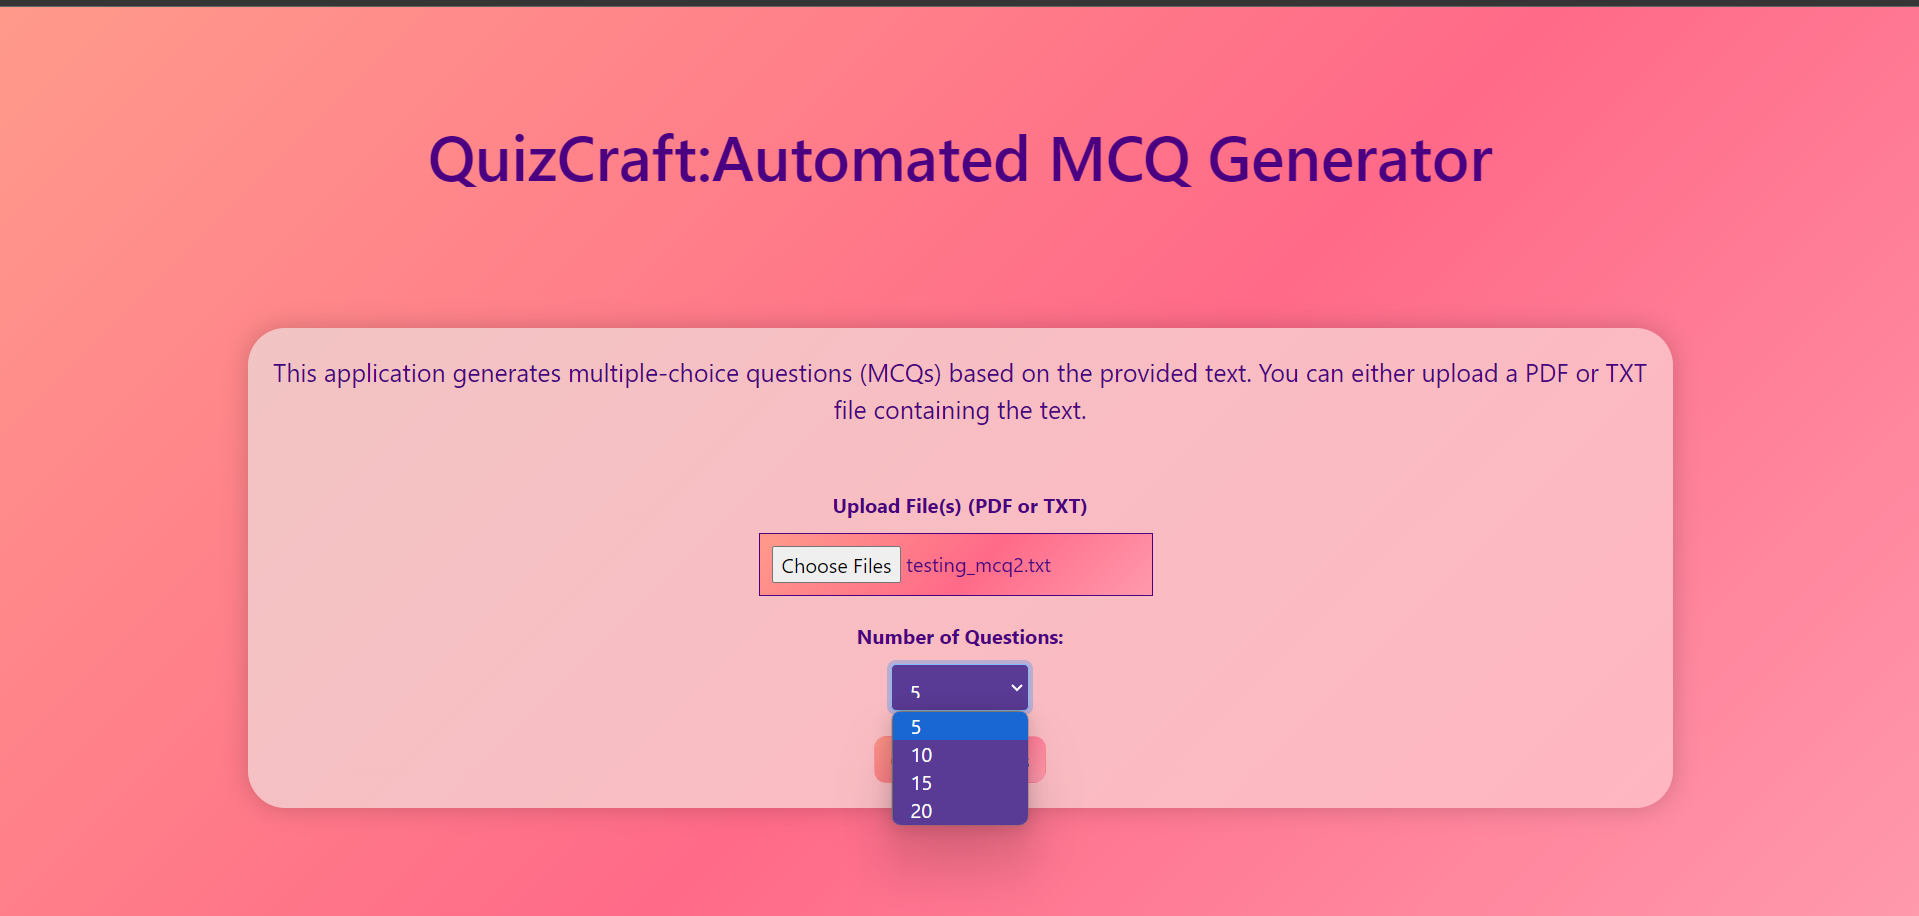 QuizCraft:Automated MCQ Generator
This application generates multiple-choice questions (MCQs) based on the provided text. You can either upload a PDF or TXT
file containing the text.
Upload File(s) (PDF or TXT)
Choose Files testing_mcq2.txt
Number of Questions:
5
5
10
15
20